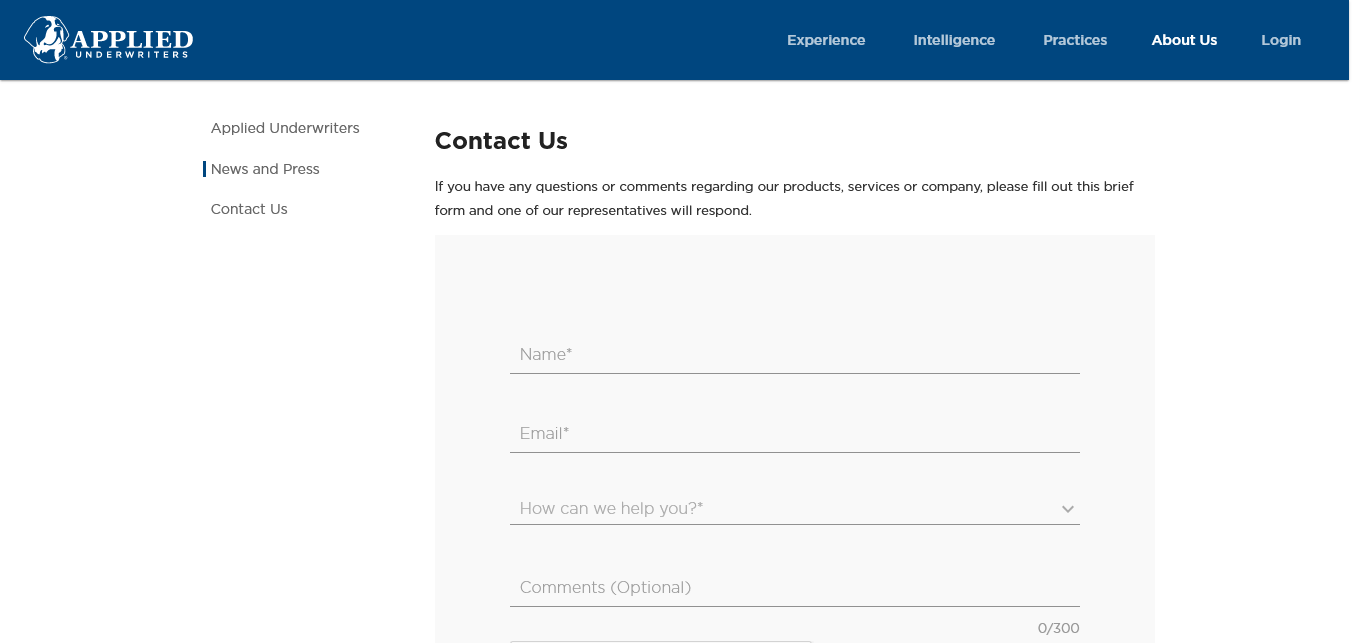 APPLIED
UNDERWRITERS
Experience
Intelligence
Practices
About Us
Login
Applied Underwriters
News and Press
Contact Us
Contact Us
If you have any questions or comments regarding our products, services or company, please fill out this brief
form and one of our representatives will respond.
Name*
Email*
How can we help you?*
Comments (Optional)
0/300